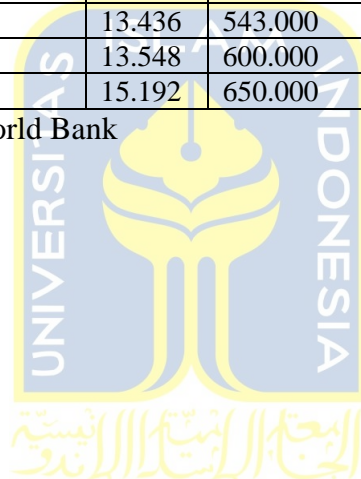 13.436 543.000
13.548 600.000
15.192 650.000
orld Bank
ISLAM
UNIVERSITAS
INDONESIA